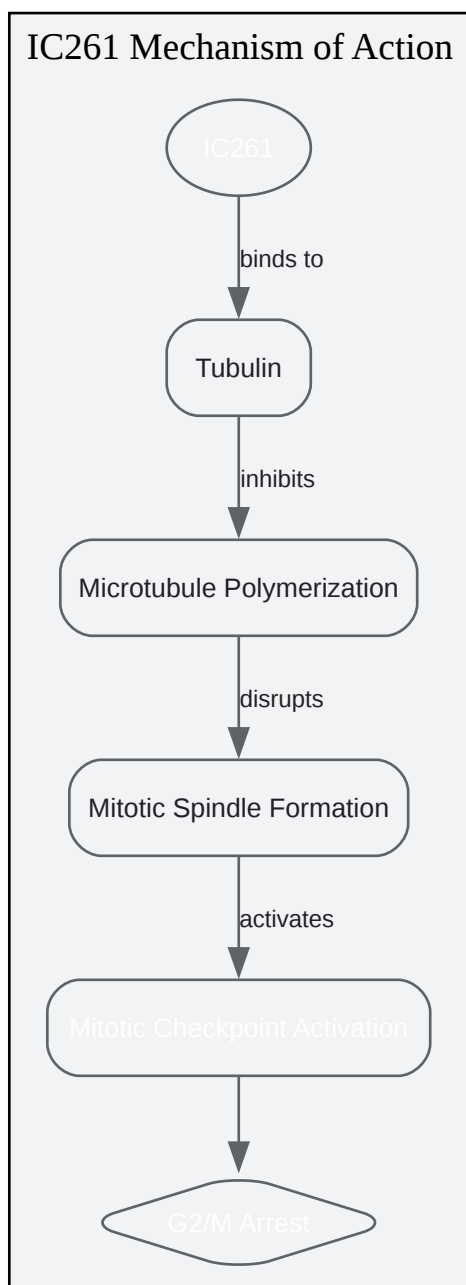 IC261 Mechanism of Action
IC261
binds to
Tubulin
inhibits
Microtubule Polymerization
disrupts
Mitotic Spindle Formation
activates
Mitotic Checkpoint Activation
G2/M Arrest